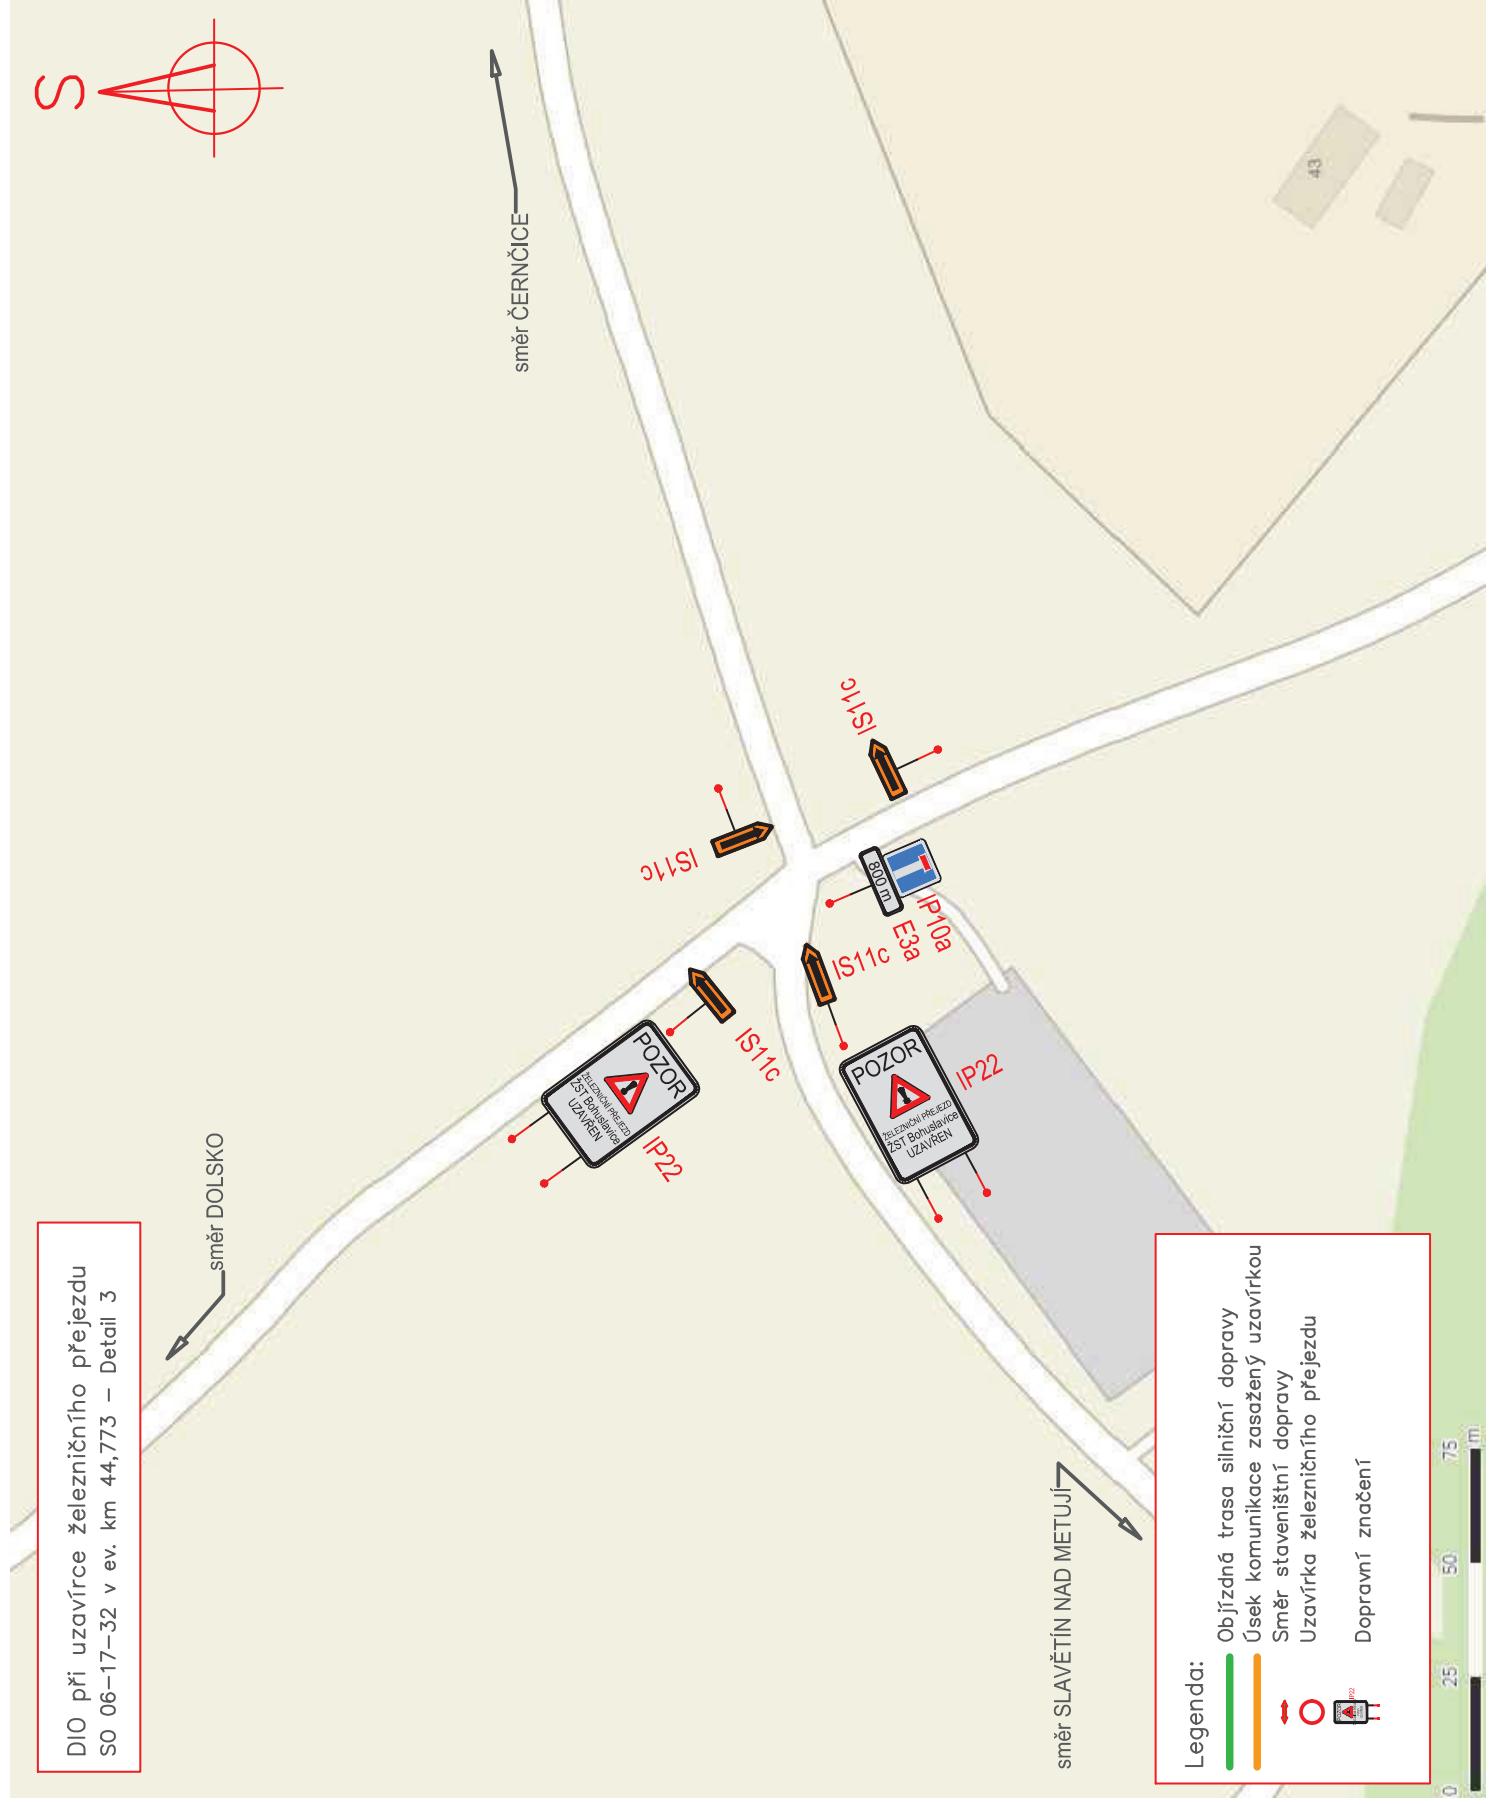 DIO při uzavírce železničního přejezdu
SO 06-17-32 v ev. km 44,773 - Detail 3
S
směr DOLSKO
směr ČERNČICE
43
IS11c
IS11c
800 m
E3a
IP10a
IS11c
IS11c
POZOR
ŽELEZNIČNÍ PŘEJEZD
ŽST Bohuslavice
UZAVŘEN
IP22
POZOR
ŽELEZNIČNÍ PŘEJEZD
ŽST Bohuslavice
UZAVŘEN
IP22
směr SLAVĚTÍN NAD METUJÍ
Legenda:
Objízdná trasa silniční dopravy
Úsek komunikace zasažený uzavírkou
Směr staveništní dopravy
Uzavírka železničního přejezdu
Dopravní značení
POZOR
IP22
0 25 50 75 m